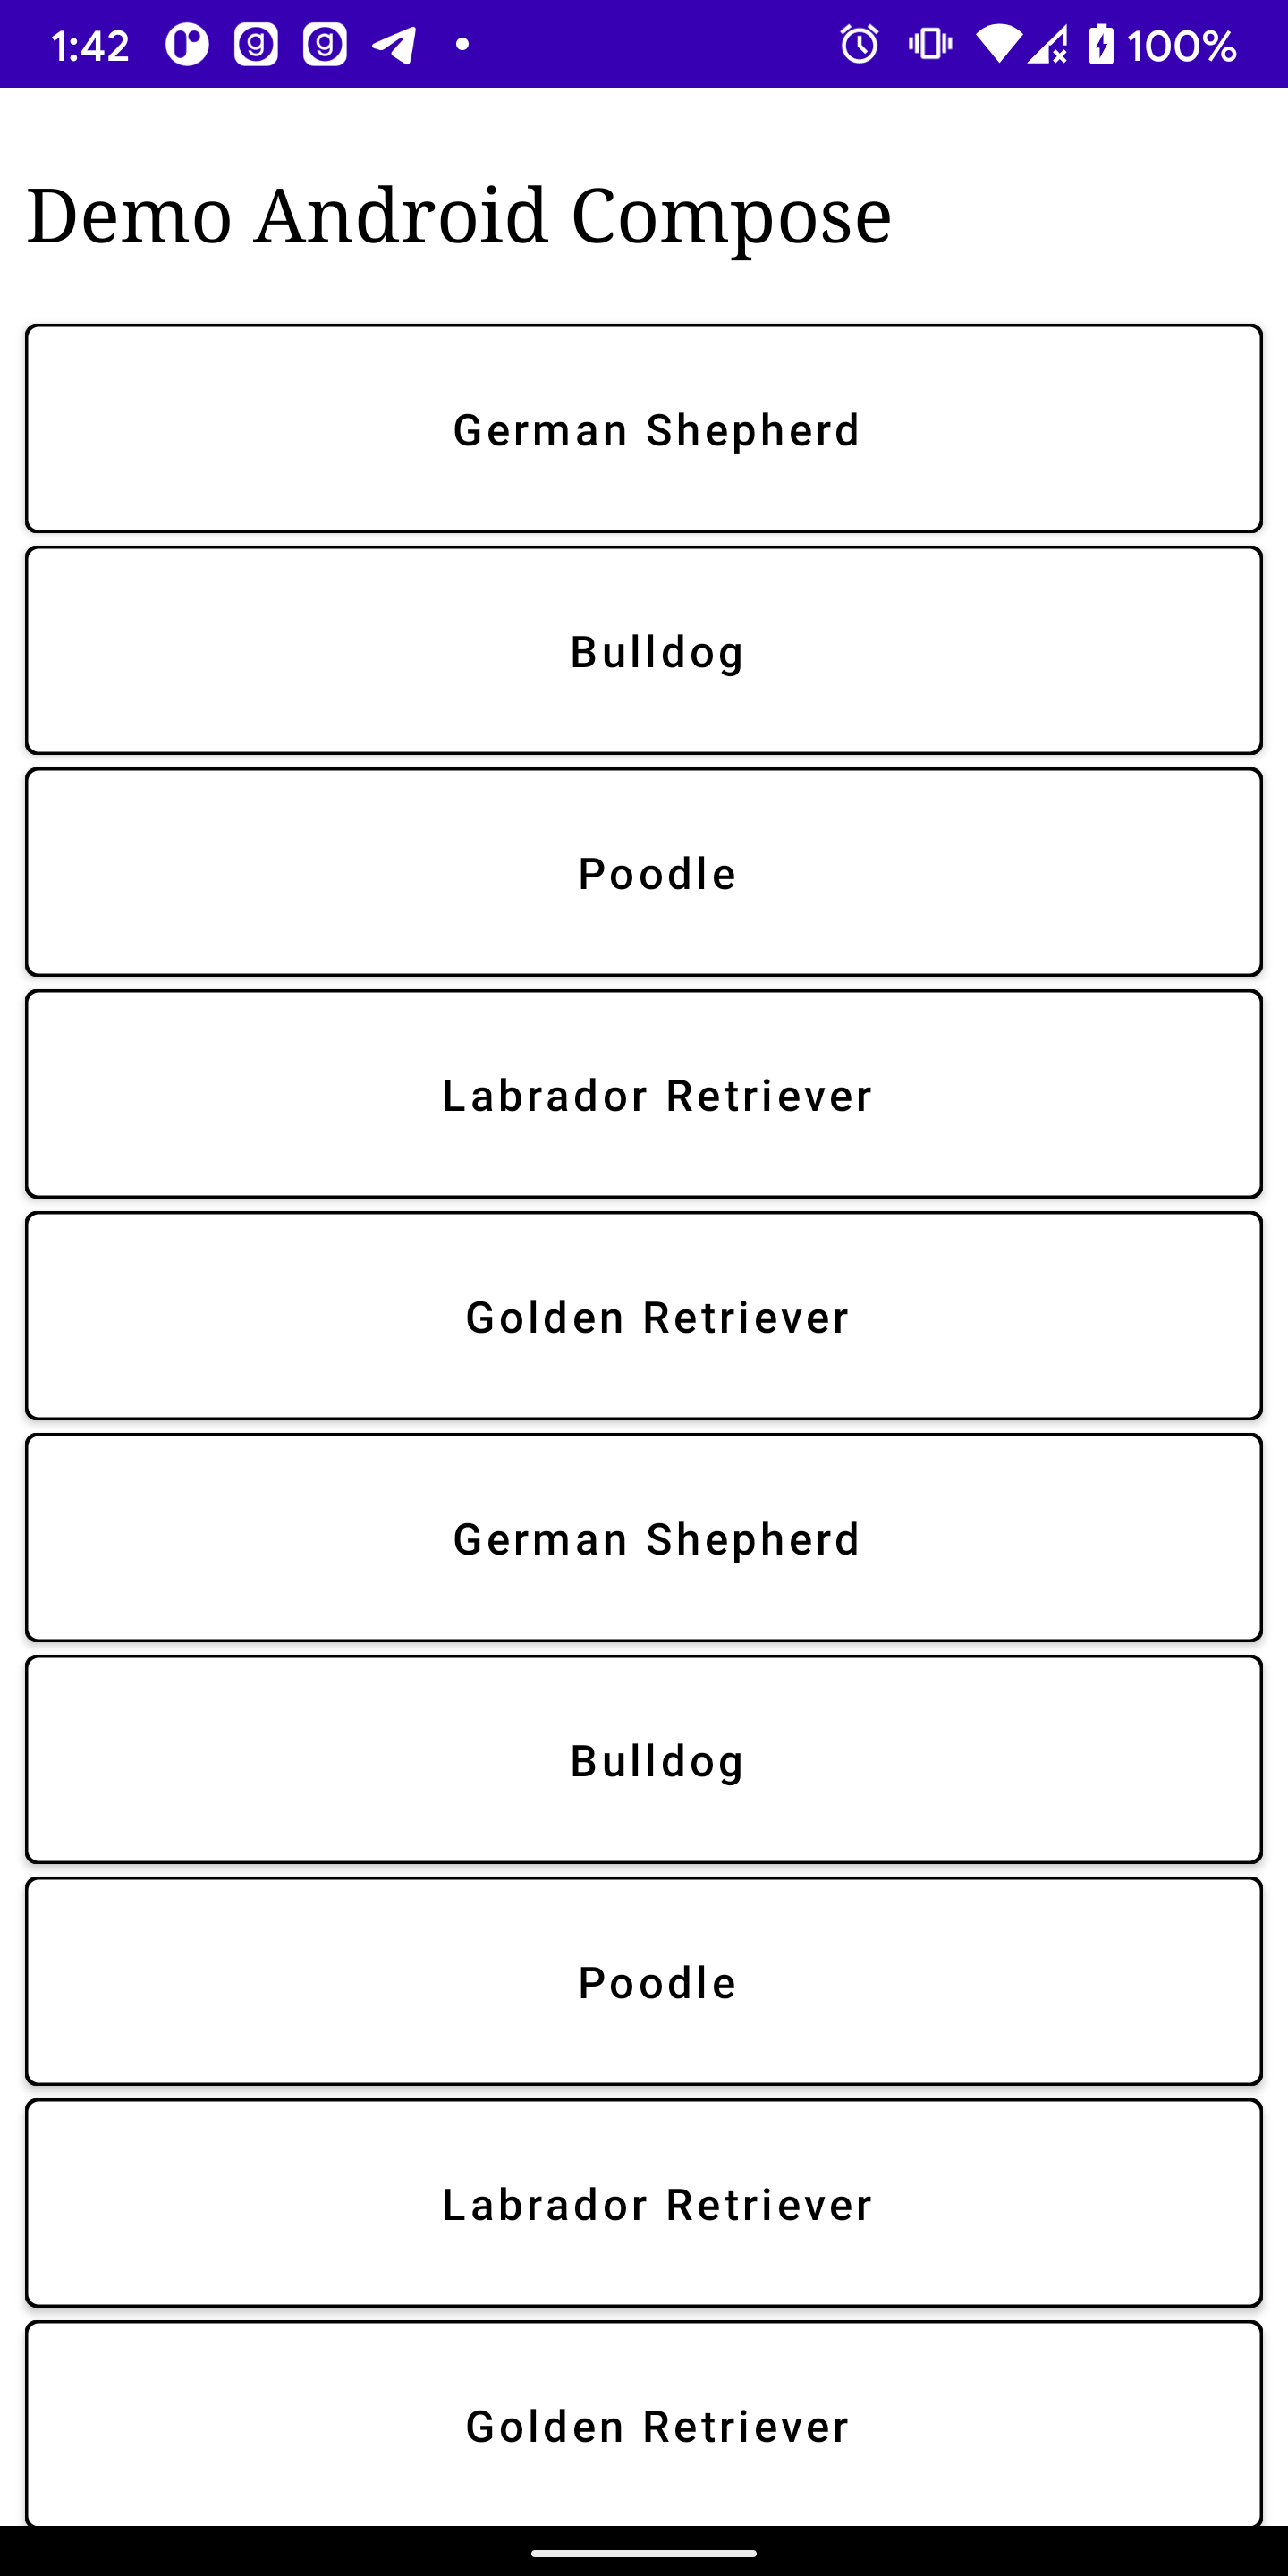 1:42 100%
Demo Android Compose
German Shepherd
Bulldog
Poodle
Labrador Retriever
Golden Retriever
German Shepherd
Bulldog
Poodle
Labrador Retriever
Golden Retriever